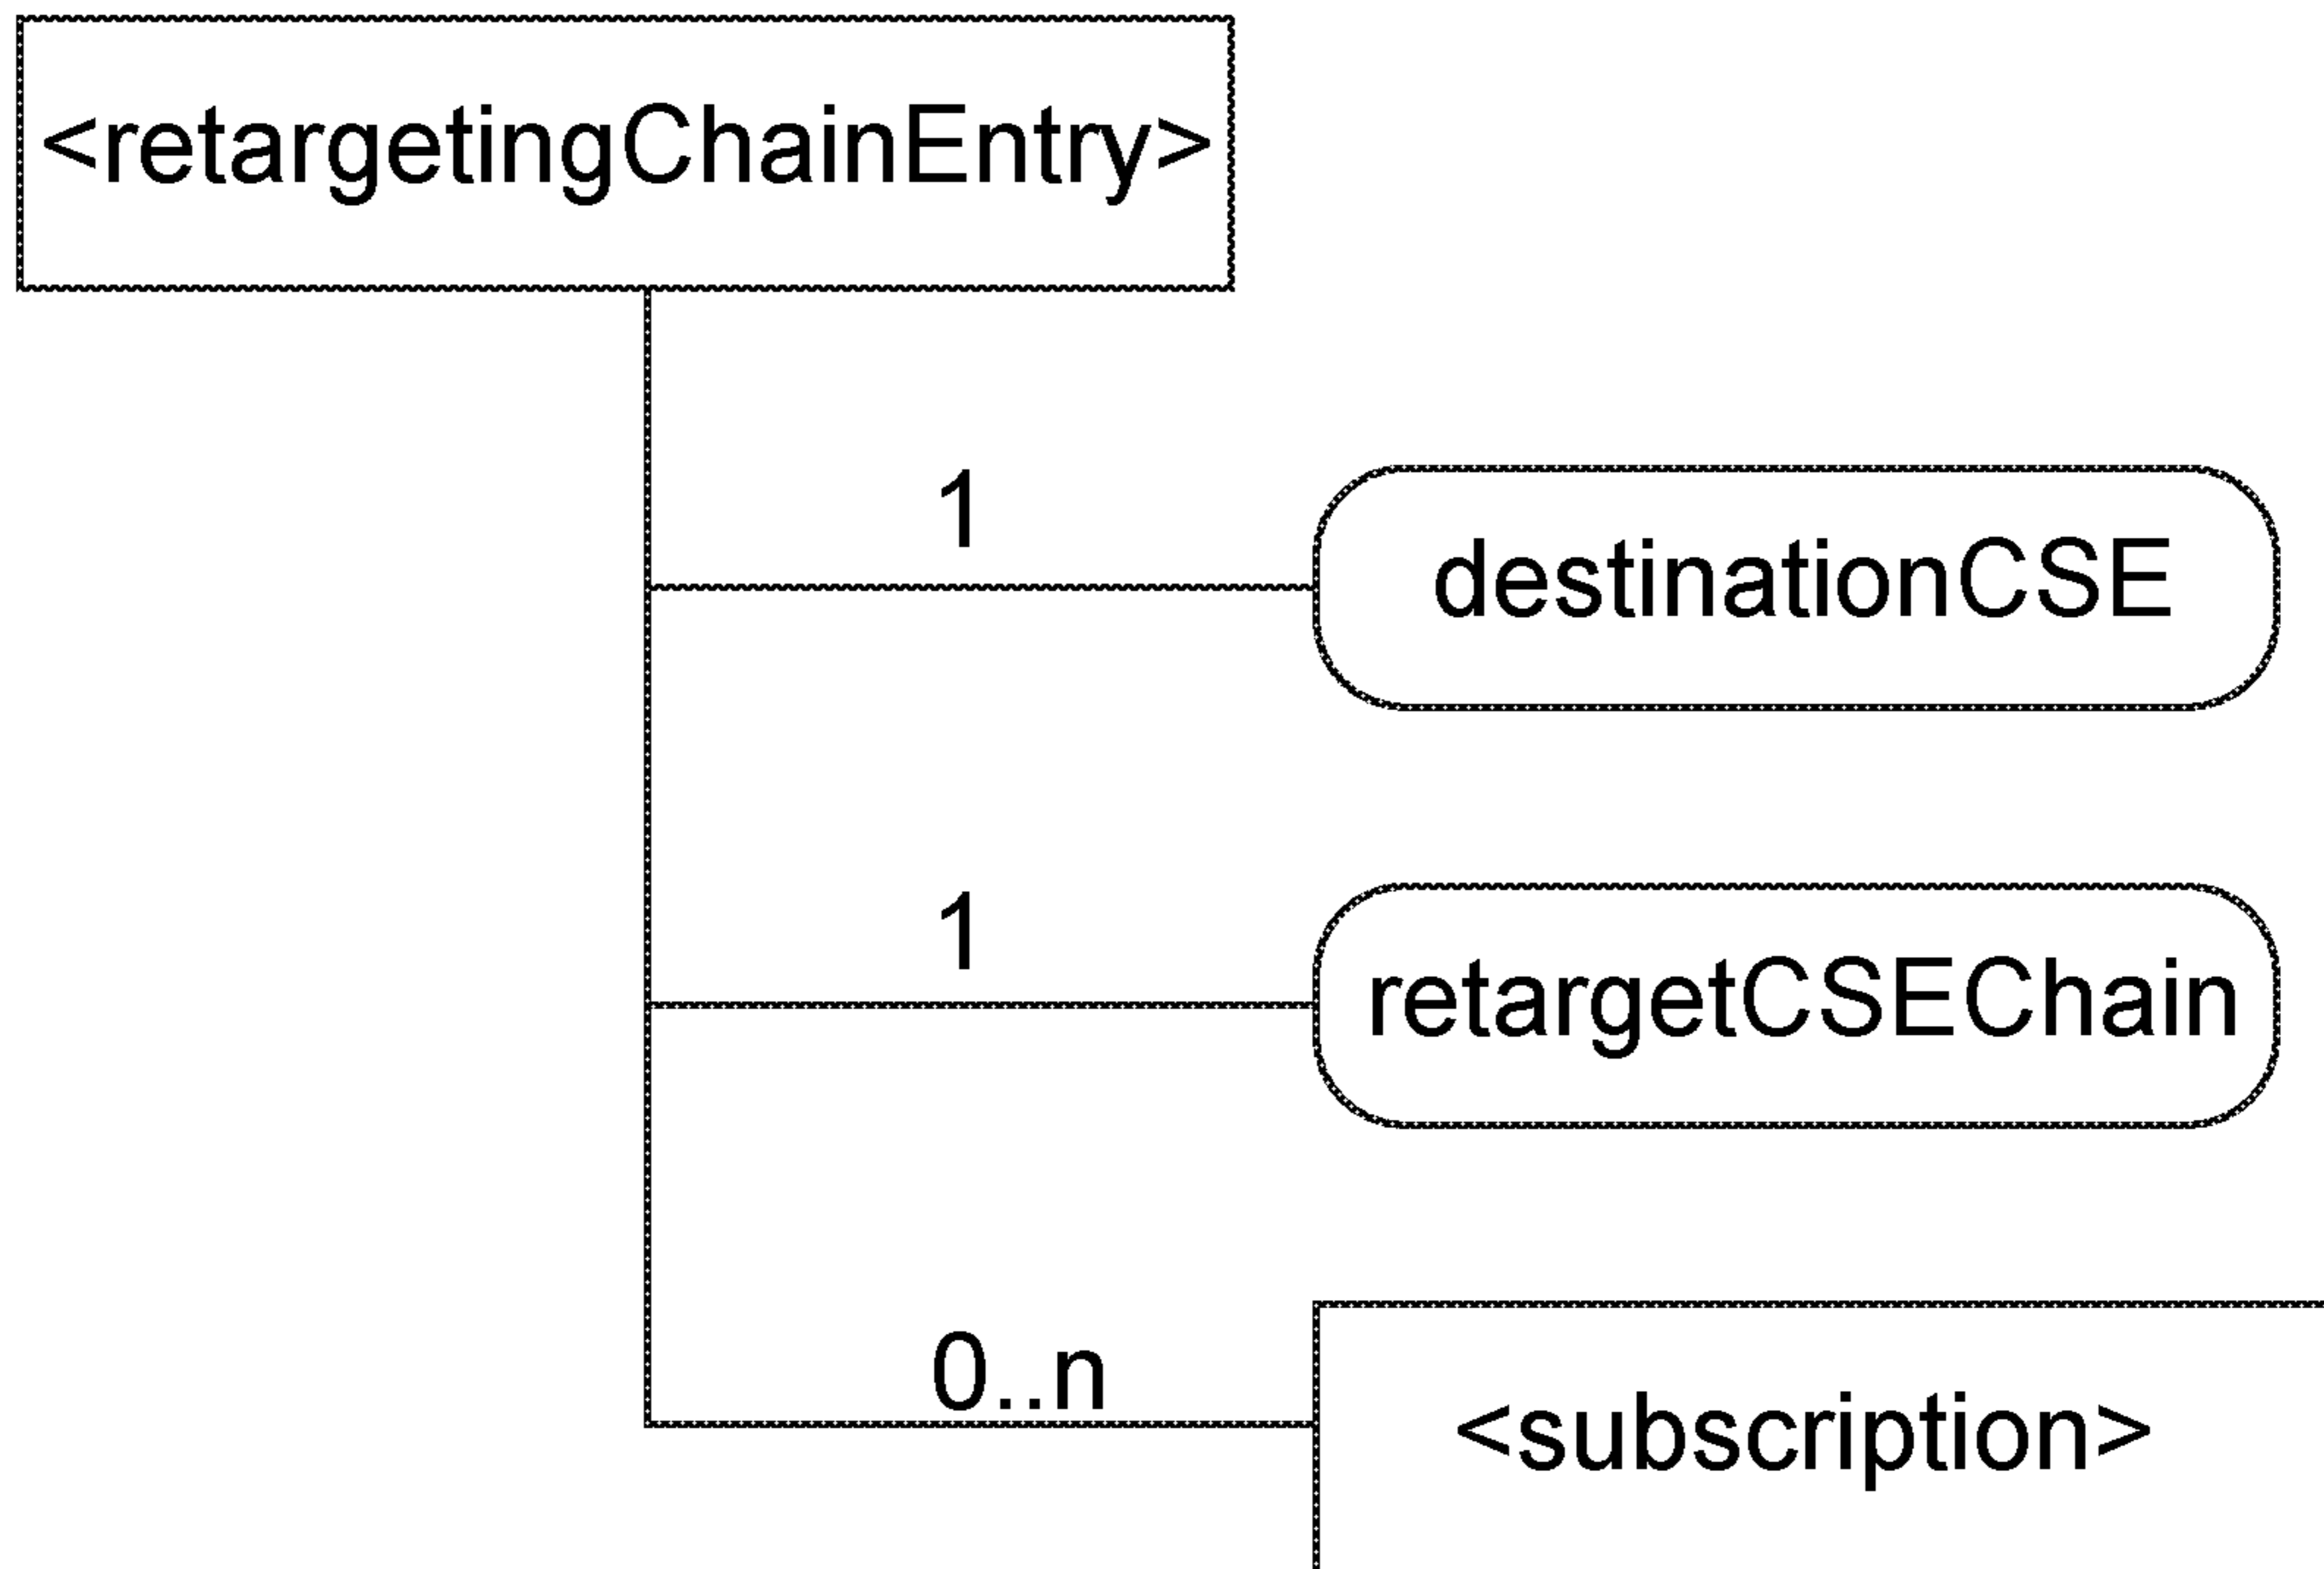 <retargetingChainEntry>
1
destinationCSE
1
retargetCSEChain
0..n
<subscription>